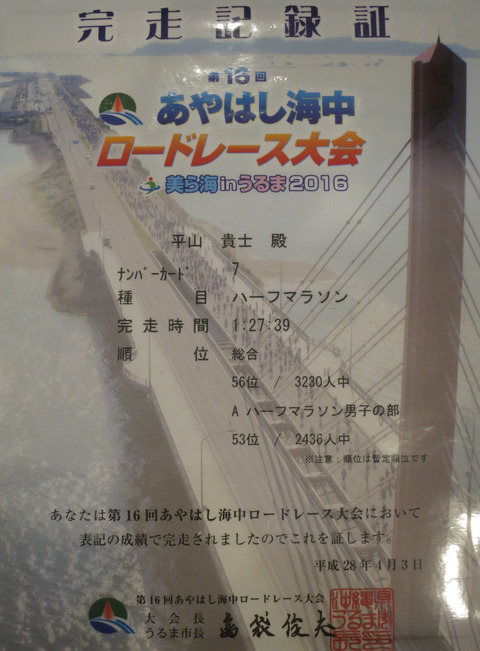 完走記録証
第16回
あやはし海中
ロードレース大会
美ら海inうるま2016
平山 貴士 殿
ﾅﾝﾊﾞｰｶｰﾄﾞ 7
種目 ハーフマラソン
完走時間 1:27:39
順位 総合
56位 / 3230人中
A ハーフマラソン男子の部
53位 / 2436人中
※注意：順位は暫定順位です
あなたは第16回あやはし海中ロードレース大会において
表記の成績で完走されましたのでこれを証します。
平成28年4月3日
第16回あやはし海中ロードレース大会
大会長
うるま市長 島袋俊夫